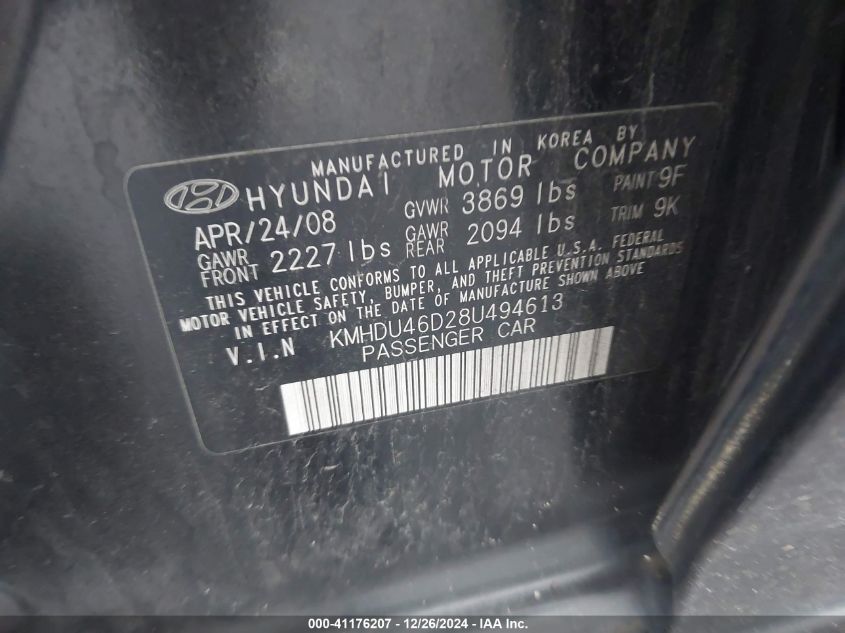 MANUFACTURED IN KOREA BY
HYUNDAI MOTOR COMPANY
APR/24/08 GVWR 3869 lbs PAINT 9F
GAWR FRONT 2227 lbs GAWR REAR 2094 lbs TRIM 9K
THIS VEHICLE CONFORMS TO ALL APPLICABLE U.S.A. FEDERAL
MOTOR VEHICLE SAFETY, BUMPER, AND THEFT PREVENTION STANDARDS
IN EFFECT ON THE DATE OF MANUFACTURE SHOWN ABOVE
V.I.N KMHDU46D28U494613
PASSENGER CAR
000-41176207 - 12/26/2024 - IAA, Inc.